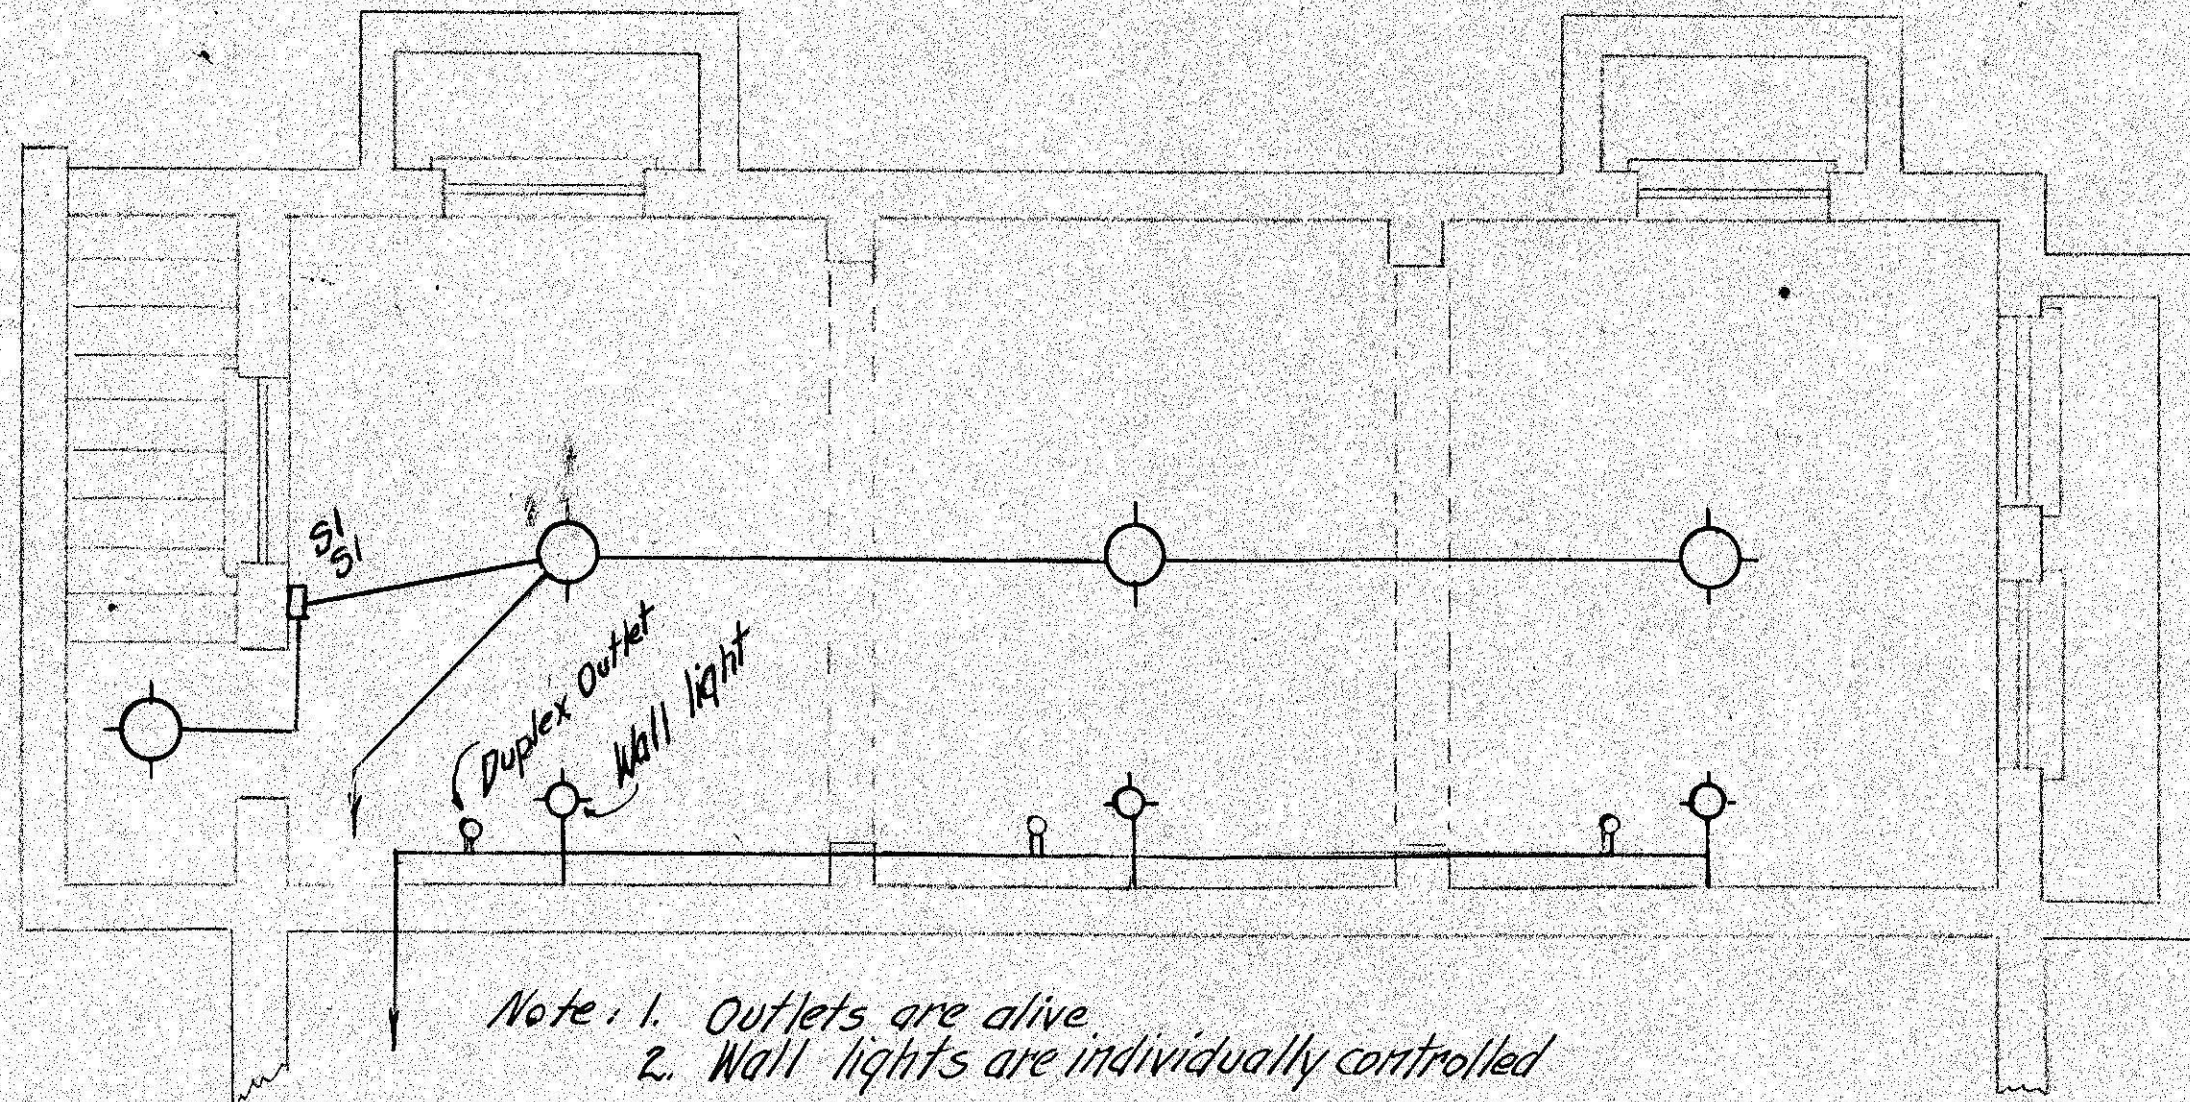 S1
S1
Duplex Outlet
Wall light
Note: 1. Outlets are alive
2. Wall lights are individually controlled